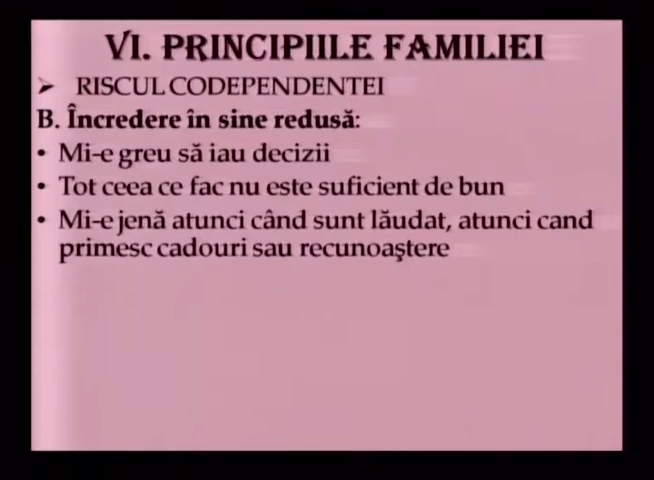 VI. PRINCIPIILE FAMILIEI
➢ RISCUL CODEPENDENTEI
B. Încredere în sine redusă:
• Mi-e greu să iau decizii
• Tot ceea ce fac nu este suficient de bun
• Mi-e jenă atunci când sunt lăudat, atunci cand
primesc cadouri sau recunoaştere